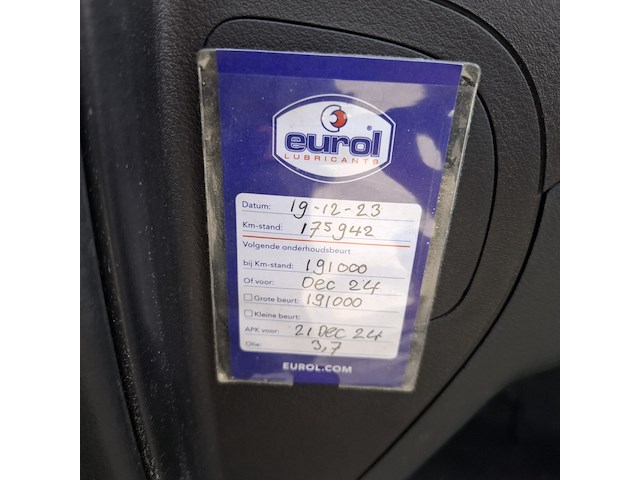 eurol®
LUBRICANTS
Datum: 19-12-23
Km-stand: 175942
Volgende onderhoudsbeurt
bij Km-stand: 191000
Of voor: Dec 24
Grote beurt: 191000
Kleine beurt:
APK voor: 21 Dec 24
Olie: 3,7
EUROL.COM